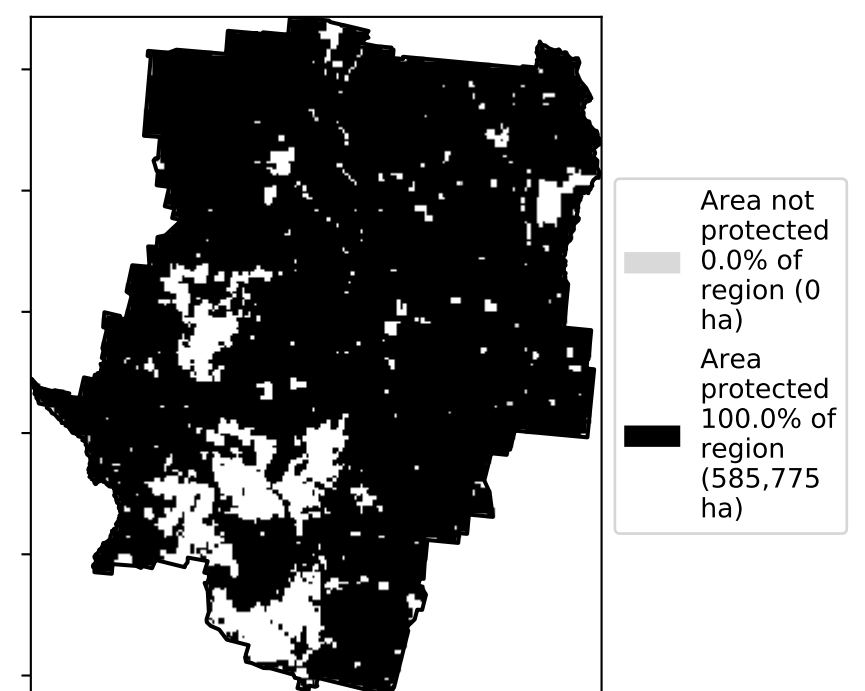 Area not
protected
0.0% of
region (0
ha)
Area
protected
100.0% of
region
(585,775
ha)